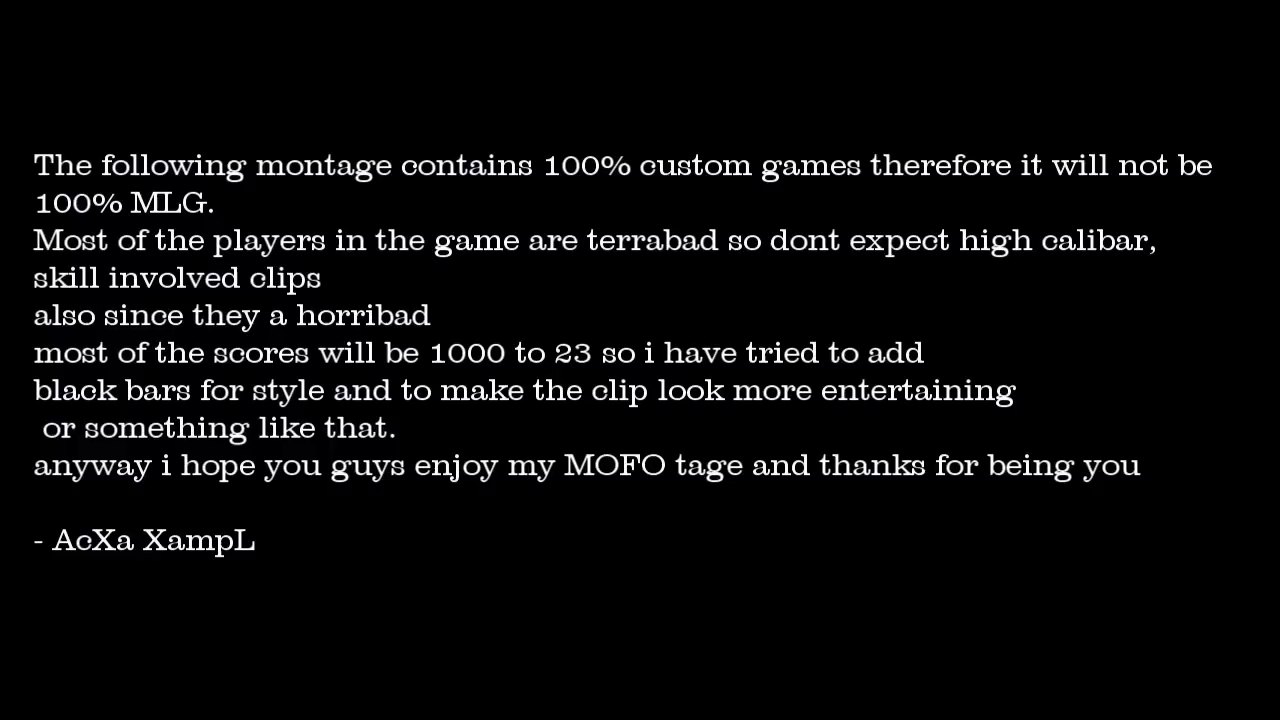 The following montage contains 100% custom games therefore it will not be
100% MLG.
Most of the players in the game are terrabad so dont expect high calibar,
skill involved clips
also since they a horribad
most of the scores will be 1000 to 23 so i have tried to add
black bars for style and to make the clip look more entertaining
or something like that.
anyway i hope you guys enjoy my MOFO tage and thanks for being you
- AcXa XampL